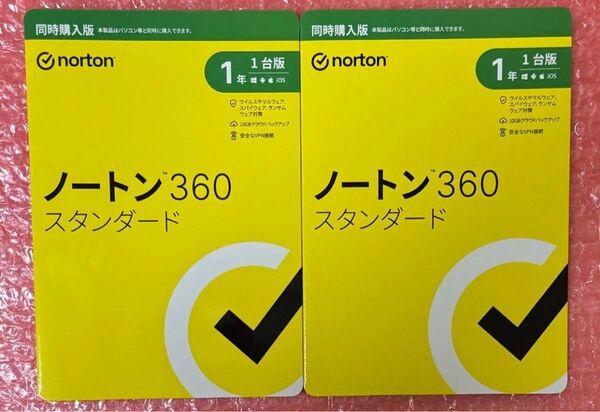 同時購入版 本製品はパソコン等と同時に購入できます。
norton
1年
1台版
iOS
ウイルスやマルウェア、
スパイウェア、ランサム
ウェア対策
10GBクラウドバックアップ
安全なVPN接続
ノートン™ 360
スタンダード
同時購入版 本製品はパソコン等と同時に購入できます。
norton
1年
1台版
iOS
ウイルスやマルウェア、
スパイウェア、ランサム
ウェア対策
10GBクラウドバックアップ
安全なVPN接続
ノートン™ 360
スタンダード